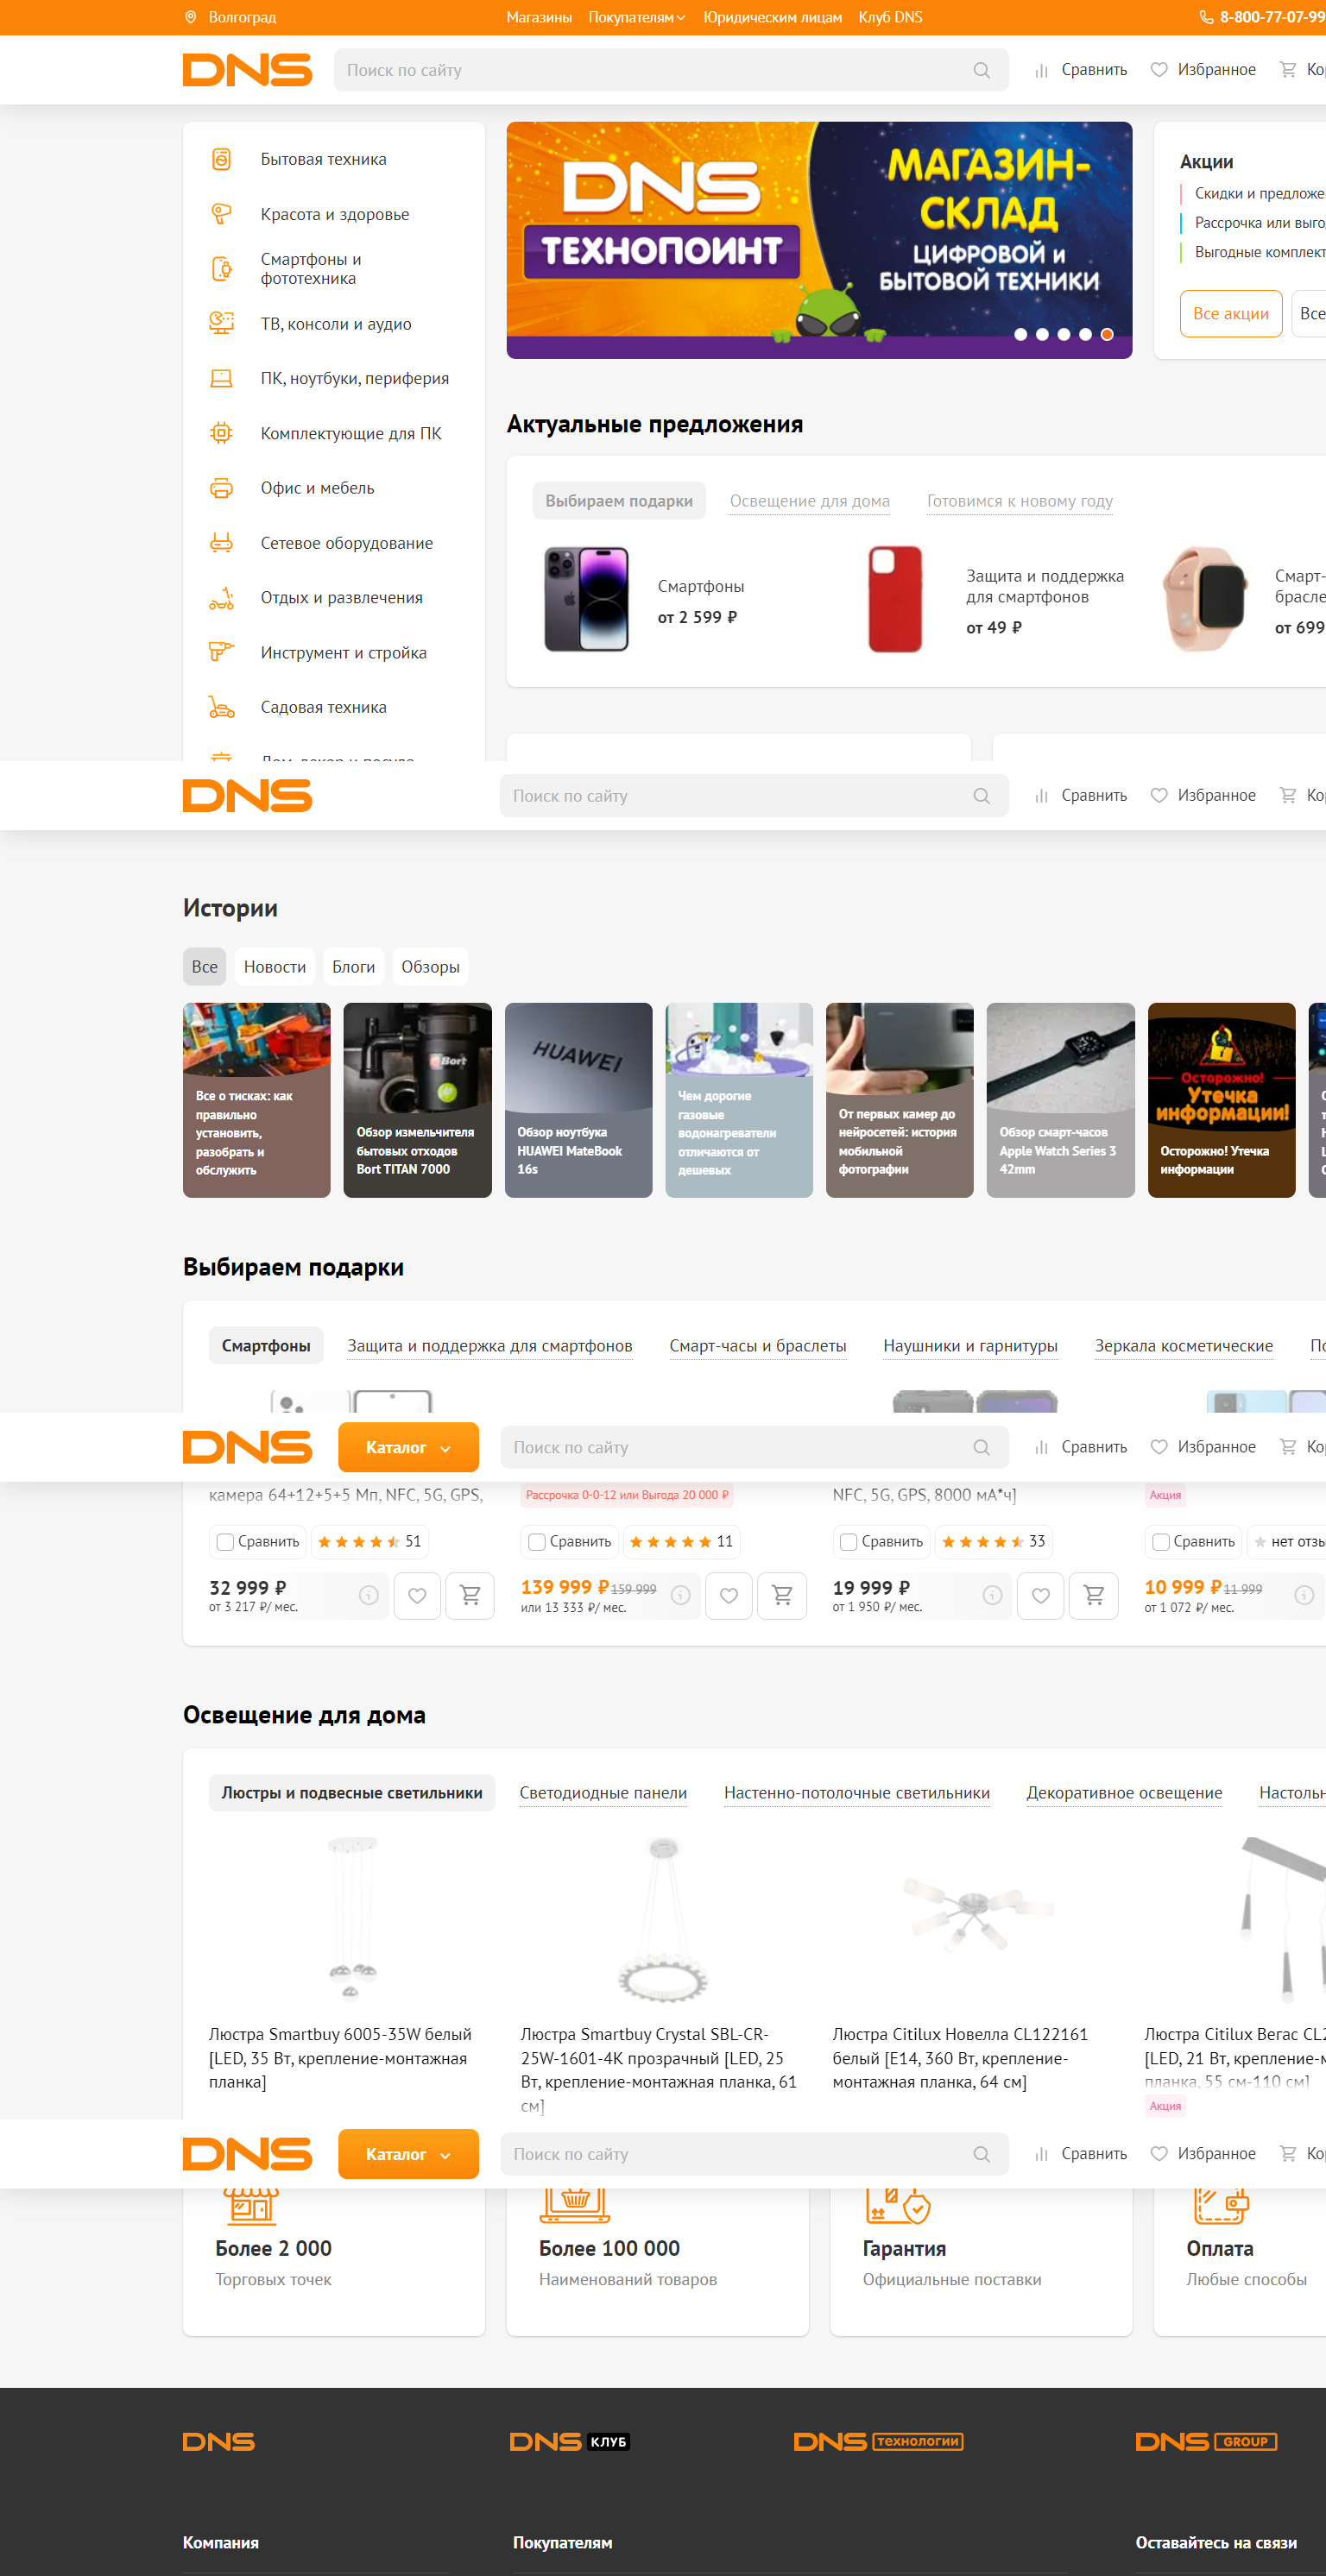 Волгоград Магазины Покупателям Юридическим лицам Клуб DNS 8-800-77-07-99
DNS Поиск по сайту Сравнить Избранное
Бытовая техника
Красота и здоровье
Смартфоны и
фототехника
ТВ, консоли и аудио
ПК, ноутбуки, периферия
Комплектующие для ПК
Офис и мебель
Сетевое оборудование
Отдых и развлечения
Инструмент и стройка
Садовая техника
DNS
ТЕХНОПОИНТ
МАГАЗИН-
СКЛАД
ЦИФРОВОЙ и
БЫТОВОЙ ТЕХНИКИ
Акции
Скидки и
Рассрочка или
Выгодные
Все акции Все
Актуальные предложения
Выбираем подарки Освещение для дома Готовимся к новому году
Смартфоны
от 2 599 ₽
Защита и поддержка
для смартфонов
от 49 ₽
Смарт-
от 699
DNS Поиск по сайту Сравнить Избранное
Истории
Все Новости Блоги Обзоры
Все о тисках: как
правильно
установить,
разобрать и
обслужить
Bort
Обзор измельчителя
бытовых отходов
Bort TITAN 7000
HUAWEI
Обзор ноутбука
HUAWEI MateBook
16s
Чем дорогие
газовые
водонагреватели
отличаются от
дешевых
От первых камер до
нейросетей: история
мобильной
фотографии
Обзор смарт-часов
Apple Watch Series 3
42mm
Осторожно!
Утечка
информации!
Осторожно! Утечка
информации
Выбираем подарки
Смартфоны Защита и поддержка для смартфонов Смарт-часы и браслеты Наушники и гарнитуры Зеркала косметические
DNS Каталог Поиск по сайту Сравнить Избранное
камера 64+12+5+5 Мп, NFC, 5G, GPS, Рассрочка 0-0-12 или Выгода 20 000 ₽ NFC, 5G, GPS, 8000 мА*ч] Акция
Сравнить 51 Сравнить 11 Сравнить 33 Сравнить нет
32 999 ₽ 139 999 ₽ 159 999 19 999 ₽ 10 999 ₽ 11 999
от 3 217 ₽/ мес. или 13 333 ₽/ мес. от 1 950 ₽/ мес. от 1 072 ₽/ мес.
Освещение для дома
Люстры и подвесные светильники Светодиодные панели Настенно-потолочные светильники Декоративное освещение
Люстра Smartbuy 6005-35W белый
[LED, 35 Вт, крепление-монтажная
планка]
Люстра Smartbuy Crystal SBL-CR-
25W-1601-4K прозрачный [LED, 25
Вт, крепление-монтажная планка, 61
см]
Люстра Citilux Новелла CL122161
белый [E14, 360 Вт, крепление-
монтажная планка, 64 см]
Люстра Citilux Вегас
[LED, 21 Вт,
планка, 55 см-110 см]
Акция
DNS Каталог Поиск по сайту Сравнить Избранное
Более 2 000
Торговых точек
Более 100 000
Наименований товаров
Гарантия
Официальные поставки
Оплата
Любые способы
DNS DNS КЛУБ DNS технологии DNS GROUP
Компания Покупателям Оставайтесь на связи